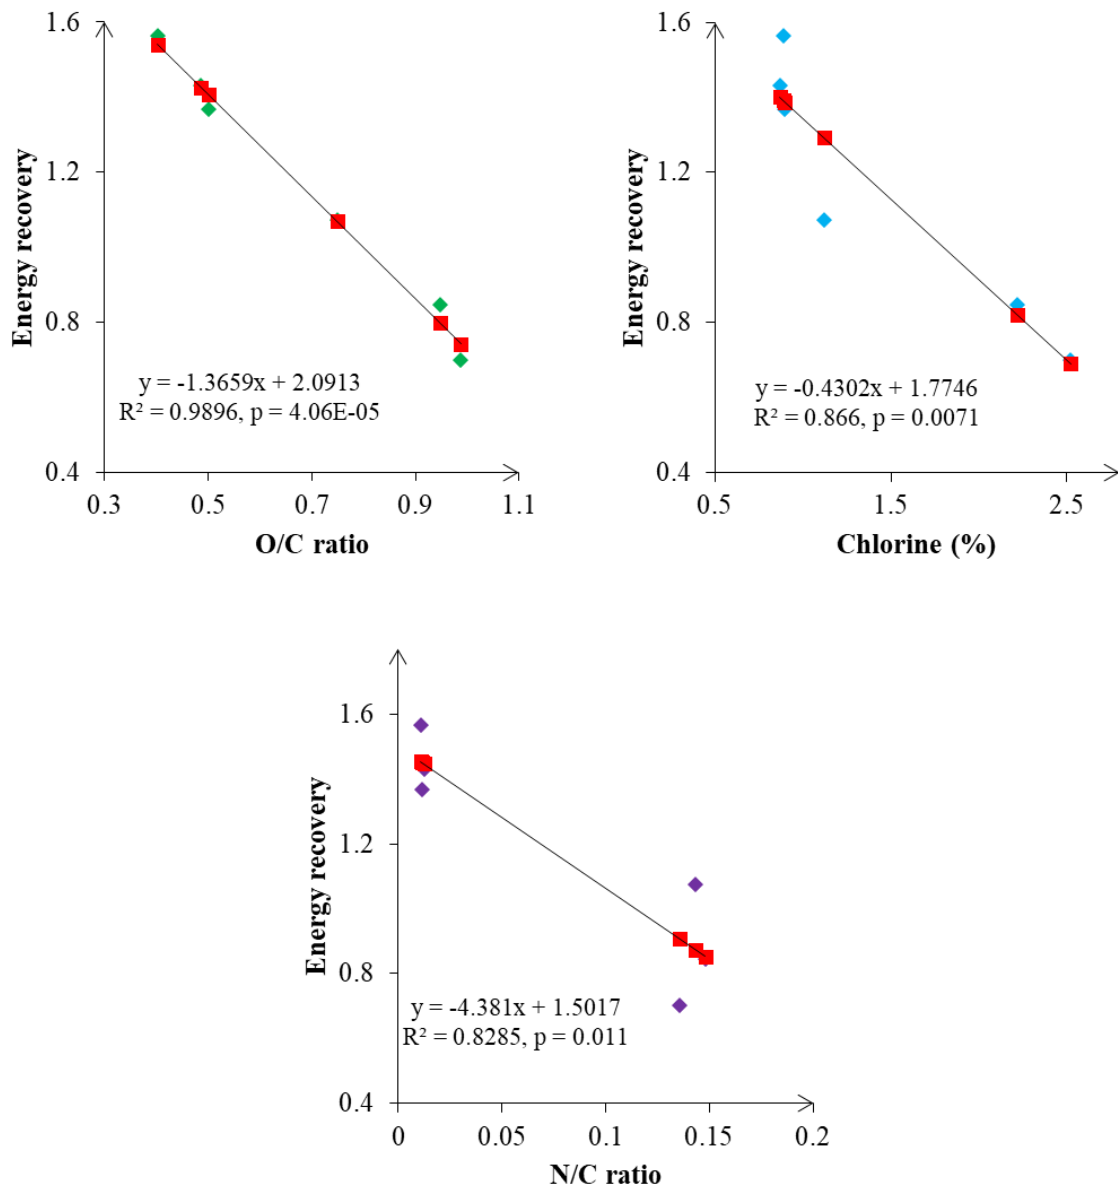 1.6
1.2
0.8
0.4
Energy recovery
y = -1.3659x + 2.0913
R² = 0.9896, p = 4.06E-05
0.3 0.5 0.7 0.9 1.1
O/C ratio
1.6
1.2
0.8
0.4
Energy recovery
y = -0.4302x + 1.7746
R² = 0.866, p = 0.0071
0.5 1.5 2.5
Chlorine (%)
1.6
1.2
0.8
0.4
Energy recovery
y = -4.381x + 1.5017
R² = 0.8285, p = 0.011
0 0.05 0.1 0.15 0.2
N/C ratio